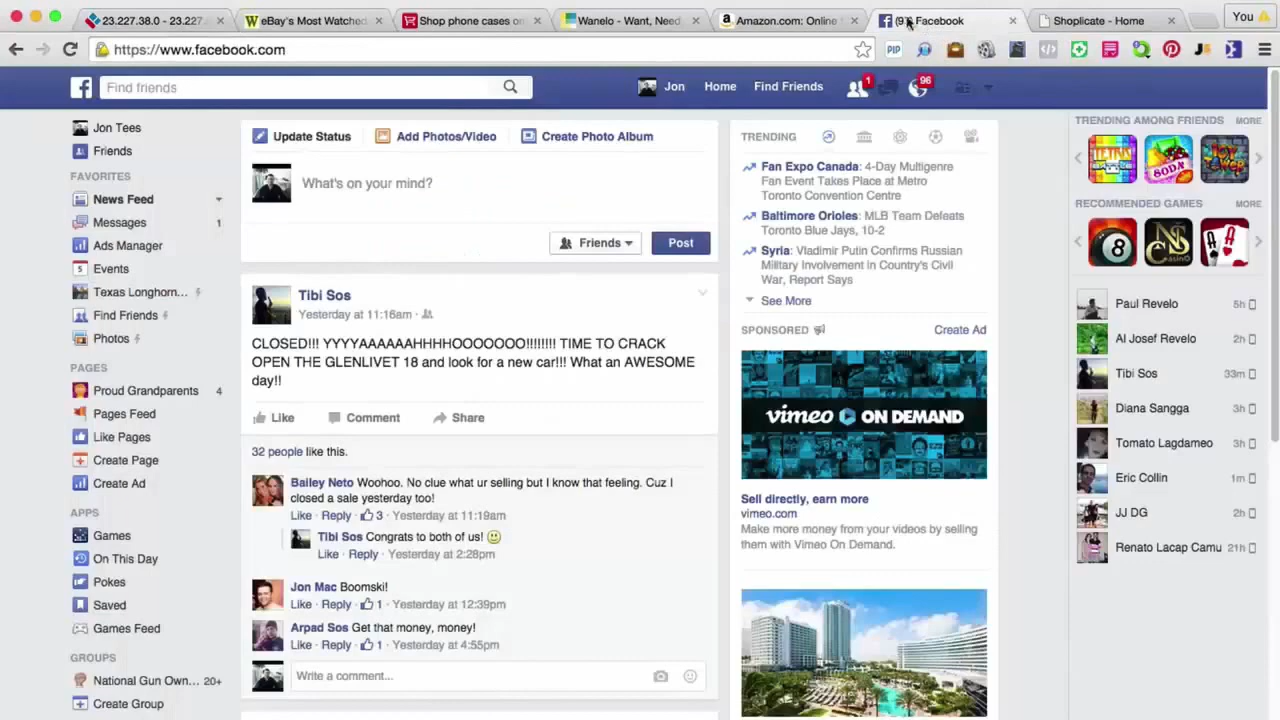 23.227.38.0 - 23.227.
eBay's Most Watched
Shop phone cases on
Wanelo - Want, Need,
Amazon.com: Online
Facebook
Shoplicate - Home
You
https://www.facebook.com
PIP
Find friends
Jon
Home
Find Friends
1
96
Jon Tees
Friends
FAVORITES
News Feed
Messages 1
Ads Manager
Events
Texas Longhorn...
Find Friends
Photos
PAGES
Proud Grandparents 4
Pages Feed
Like Pages
Create Page
Create Ad
APPS
Games
On This Day
Pokes
Saved
Games Feed
GROUPS
National Gun Own... 20+
Create Group
Update Status
Add Photos/Video
Create Photo Album
What's on your mind?
Friends
Post
Tibi Sos
Yesterday at 11:16am ·
CLOSED!!! YYYYAAAAAAHHHHOOOOOOO!!!!!!!! TIME TO CRACK
OPEN THE GLENLIVET 18 and look for a new car!!! What an AWESOME
day!!
Like
Comment
Share
32 people like this.
Bailey Neto Woohoo. No clue what ur selling but I know that feeling. Cuz I
closed a sale yesterday too!
Like · Reply · 3 · Yesterday at 11:19am
Tibi Sos Congrats to both of us!
Like · Reply · Yesterday at 2:28pm
Jon Mac Boomski!
Like · Reply · 1 · Yesterday at 12:39pm
Arpad Sos Get that money, money!
Like · Reply · 1 · Yesterday at 4:55pm
Write a comment...
TRENDING
Fan Expo Canada: 4-Day Multigenre
Fan Event Takes Place at Metro
Toronto Convention Centre
Baltimore Orioles: MLB Team Defeats
Toronto Blue Jays, 10-2
Syria: Vladimir Putin Confirms Russian
Military Involvement in Country's Civil
War, Report Says
See More
SPONSORED
Create Ad
vimeo ON DEMAND
Sell directly, earn more
vimeo.com
Make more money from your videos by selling
them with Vimeo On Demand.
TRENDING AMONG FRIENDS MORE
TETRIS
SODA
ICY TOWER
RECOMMENDED GAMES MORE
8
Paul Revelo 5h
Al Josef Revelo 2h
Tibi Sos 33m
Diana Sangga 3h
Tomato Lagdameo 3h
Eric Collin 1m
JJ DG 2h
Renato Lacap Camu 21h